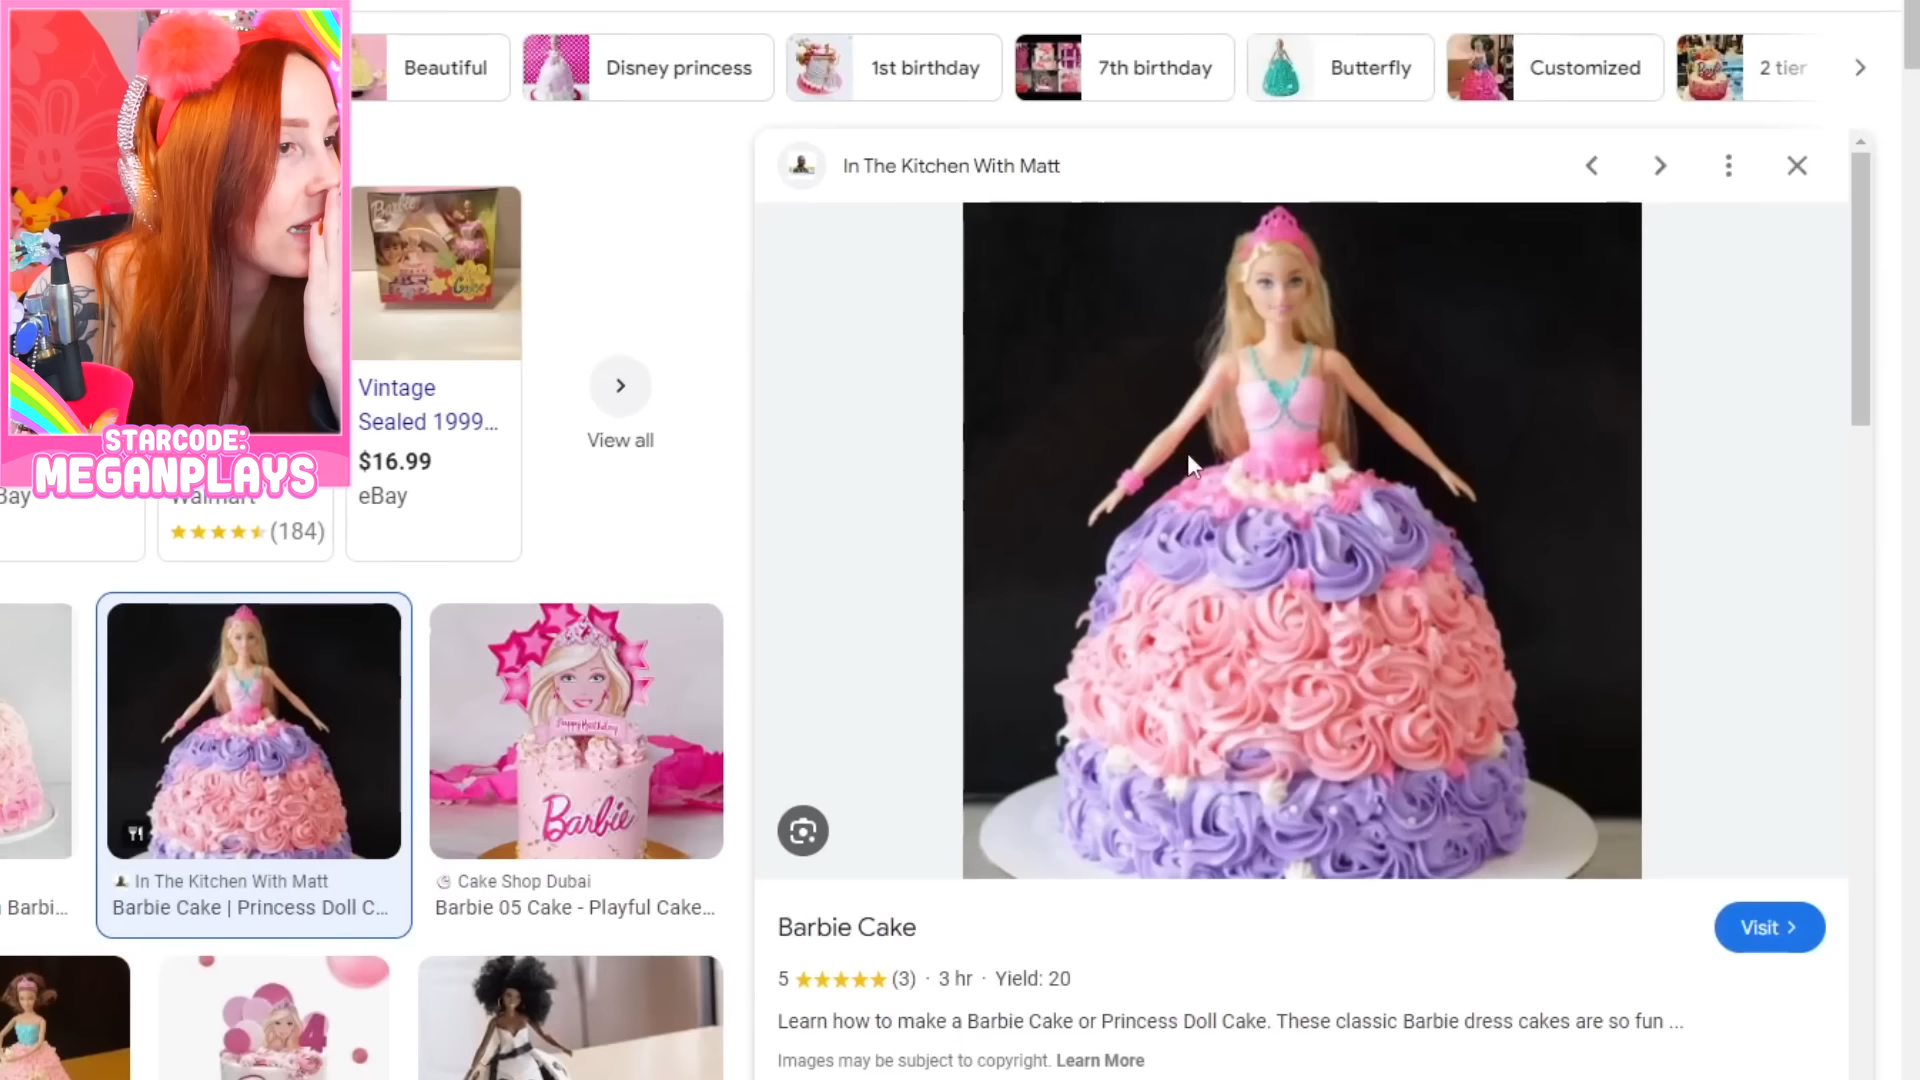 Beautiful
Disney princess
1st birthday
7th birthday
Butterfly
Customized
2 tier
In The Kitchen With Matt
Barbie
Vintage
Sealed 1999...
$16.99
eBay
View all
STARCODE:
MEGANPLAYS
Bay
Walmart
(184)
Happy Birthday
Barbie
In The Kitchen With Matt
Barbie Cake | Princess Doll C...
Cake Shop Dubai
Barbie 05 Cake - Playful Cake...
Barbi...
4
Barbie Cake
Visit
5 (3) · 3 hr · Yield: 20
Learn how to make a Barbie Cake or Princess Doll Cake. These classic Barbie dress cakes are so fun ...
Images may be subject to copyright. Learn More